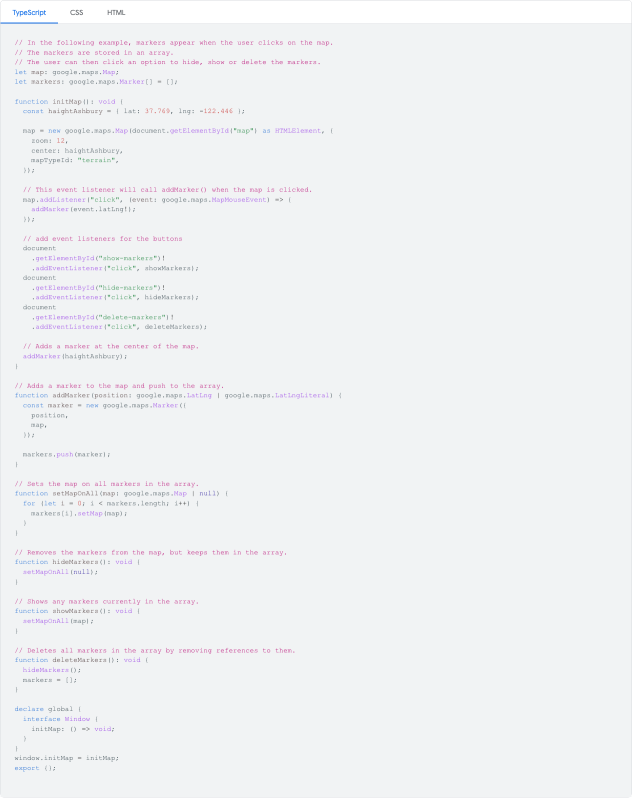 TypeScript CSS HTML
// In the following example, markers appear when the user clicks on the map.
// The markers are stored in an array.
// The user can then click an option to hide, show or delete the markers.
let map: google.maps.Map;
let markers: google.maps.Marker[] = [];

function initMap(): void {
  const haightAshbury = { lat: 37.769, lng: -122.446 };

  map = new google.maps.Map(document.getElementById("map") as HTMLElement, {
    zoom: 12,
    center: haightAshbury,
    mapTypeId: "terrain",
  });

  // This event listener will call addMarker() when the map is clicked.
  map.addListener("click", (event: google.maps.MapMouseEvent) => {
    addMarker(event.latLng!);
  });

  // add event listeners for the buttons
  document
    .getElementById("show-markers")!
    .addEventListener("click", showMarkers);
  document
    .getElementById("hide-markers")!
    .addEventListener("click", hideMarkers);
  document
    .getElementById("delete-markers")!
    .addEventListener("click", deleteMarkers);

  // Adds a marker at the center of the map.
  addMarker(haightAshbury);
}

// Adds a marker to the map and push to the array.
function addMarker(position: google.maps.LatLng | google.maps.LatLngLiteral) {
  const marker = new google.maps.Marker({
    position,
    map,
  });

  markers.push(marker);
}

// Sets the map on all markers in the array.
function setMapOnAll(map: google.maps.Map | null) {
  for (let i = 0; i < markers.length; i++) {
    markers[i].setMap(map);
  }
}

// Removes the markers from the map, but keeps them in the array.
function hideMarkers(): void {
  setMapOnAll(null);
}

// Shows any markers currently in the array.
function showMarkers(): void {
  setMapOnAll(map);
}

// Deletes all markers in the array by removing references to them.
function deleteMarkers(): void {
  hideMarkers();
  markers = [];
}

declare global {
  interface Window {
    initMap: () => void;
  }
}
window.initMap = initMap;
export {};